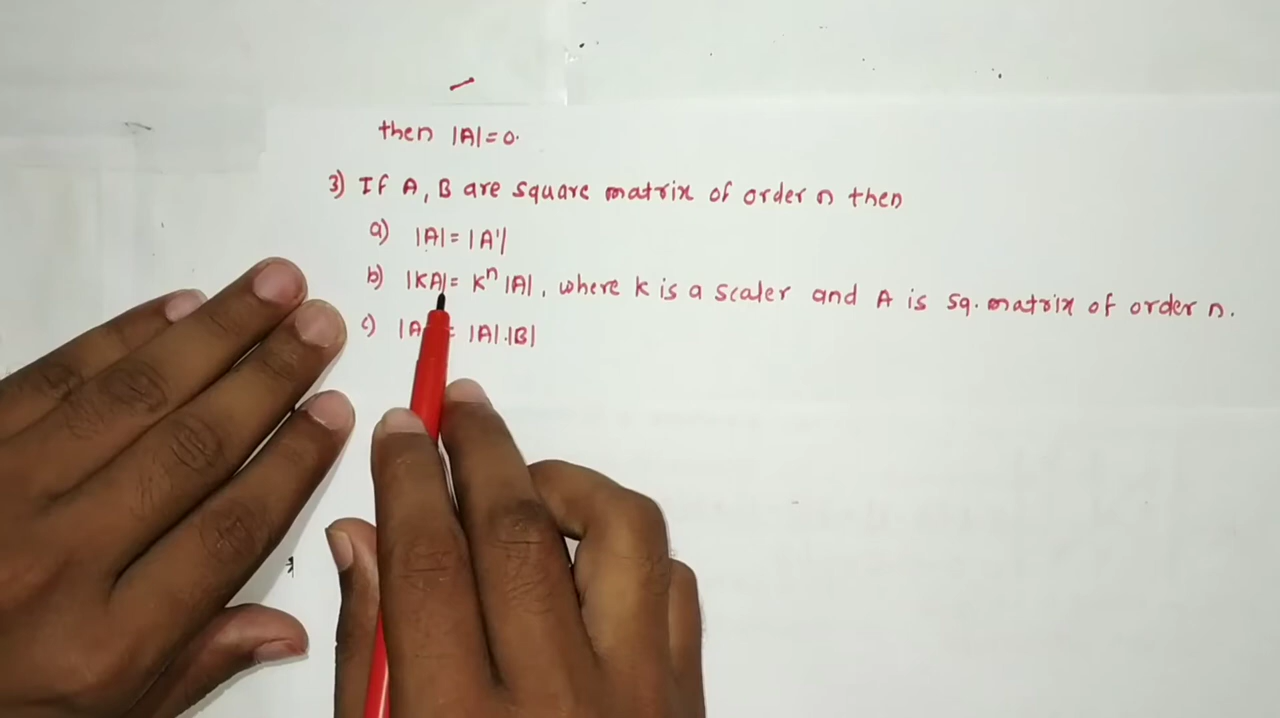 then |A|=0.
3) If A, B are square matrix of order n then
a) |A|=|A'|
b) |KA|= Kⁿ |A|, where k is a scaler and A is sq. matrix of order n.
c) |A = |A|.|B|